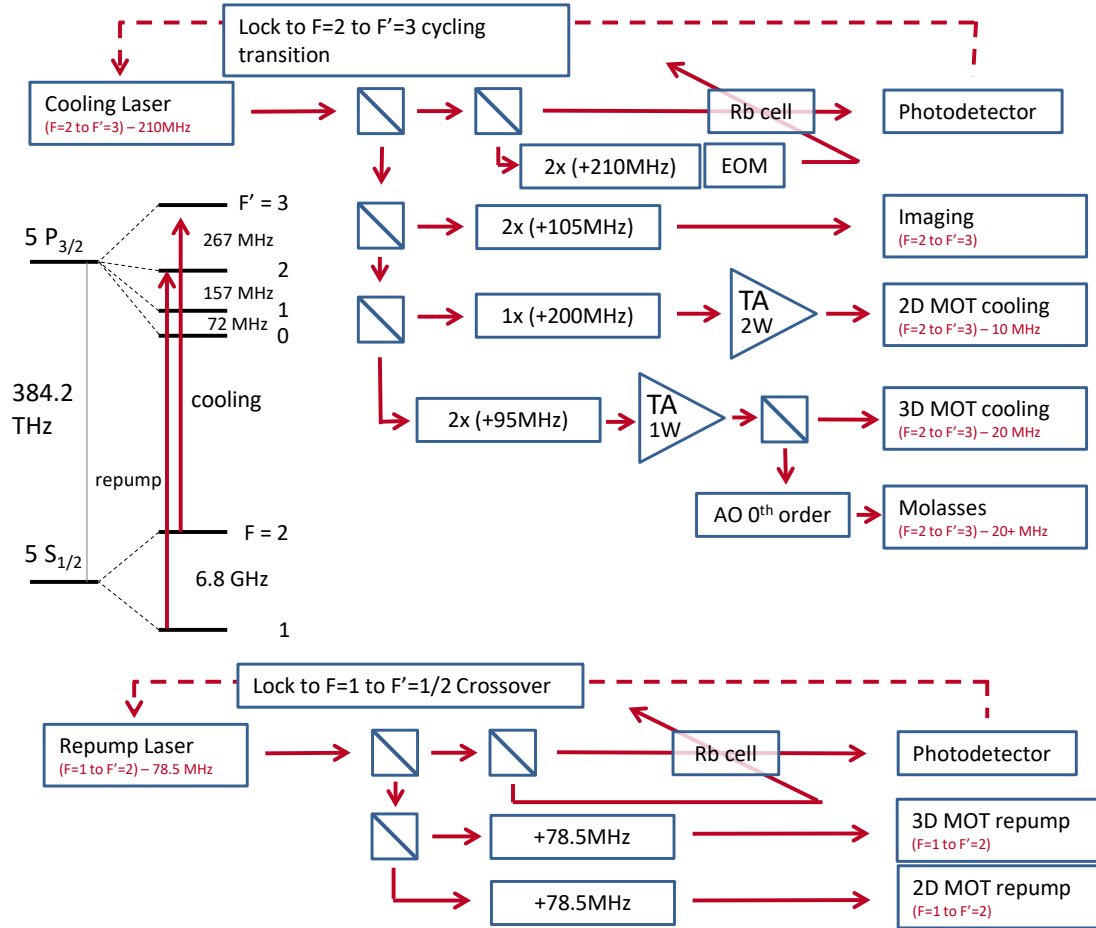 Lock to F=2 to F'=3 cycling
transition
Cooling Laser
(F=2 to F'=3) – 210MHz
Rb cell
Photodetector
2x (+210MHz)
EOM
F' = 3
2x (+105MHz)
Imaging
(F=2 to F'=3)
5 P3/2
267 MHz
2
157 MHz
1
72 MHz
0
1x (+200MHz)
TA
2W
2D MOT cooling
(F=2 to F'=3) – 10 MHz
384.2
THz
cooling
2x (+95MHz)
TA
1W
3D MOT cooling
(F=2 to F'=3) – 20 MHz
repump
AO 0th order
Molasses
(F=2 to F'=3) – 20+ MHz
F = 2
5 S1/2
6.8 GHz
1
Lock to F=1 to F'=1/2 Crossover
Repump Laser
(F=1 to F'=2) – 78.5 MHz
Rb cell
Photodetector
+78.5MHz
3D MOT repump
(F=1 to F'=2)
+78.5MHz
2D MOT repump
(F=1 to F'=2)